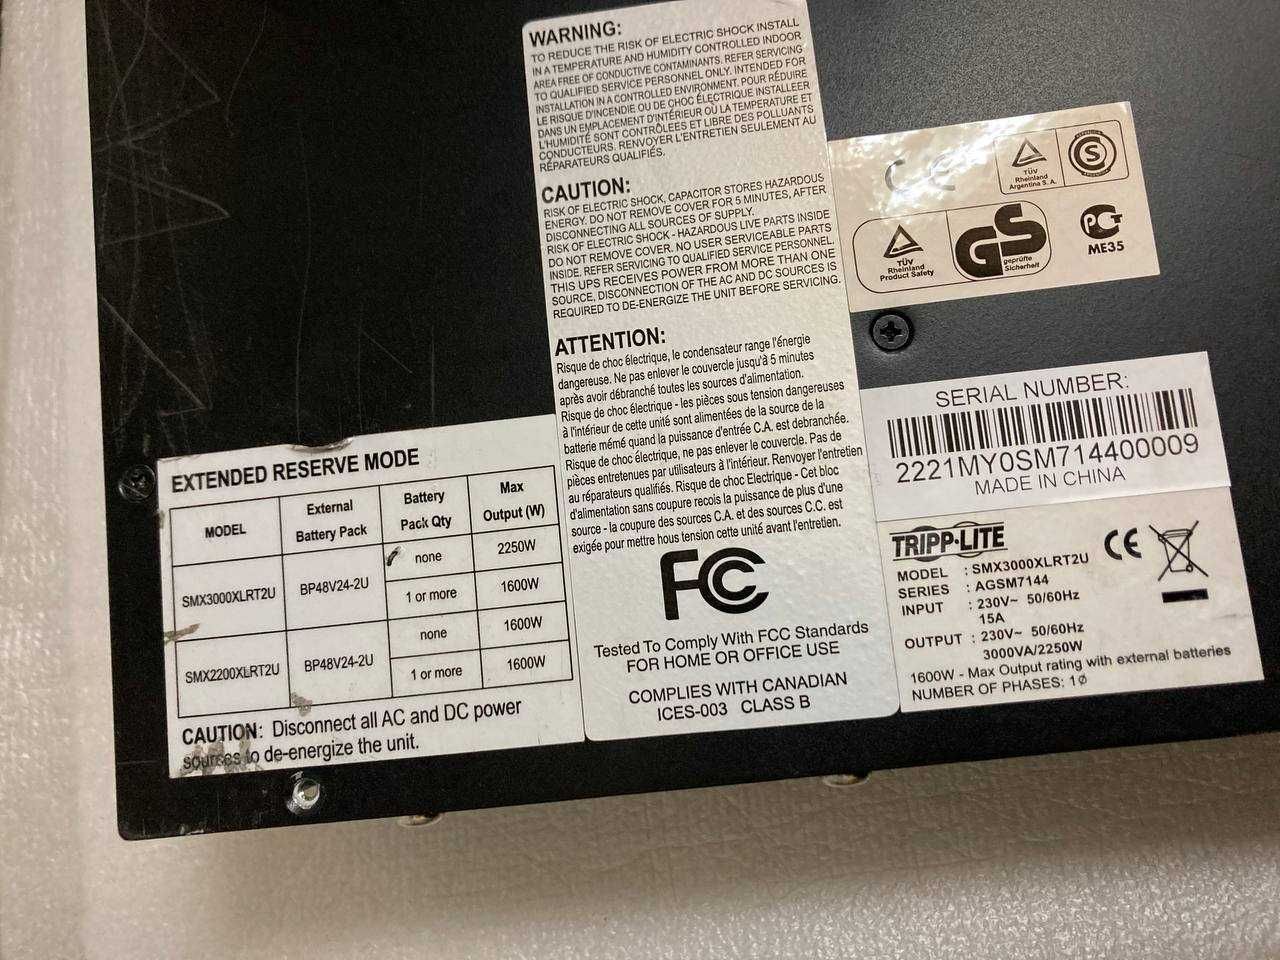 WARNING:
TO REDUCE THE RISK OF ELECTRIC SHOCK INSTALL
IN A TEMPERATURE AND HUMIDITY CONTROLLED INDOOR
AREA FREE OF CONDUCTIVE CONTAMINANTS. REFER SERVICING
TO QUALIFIED SERVICE PERSONNEL ONLY. INTENDED FOR
INSTALLATION IN A CONTROLLED ENVIRONMENT. POUR RÉDUIRE
LE RISQUE D'INCENDIE OU DE CHOC ÉLECTRIQUE INSTALLEER
DANS UN EMPLACEMENT D'INTÉRIEUR OÙ LA TEMPERATURE ET
L'HUMIDITÉ SONT CONTRÔLÉES ET LIBRE DES POLLUANTS
CONDUCTEURS. RENVOYER L'ENTRETIEN SEULEMENT AU
RÉPARATEURS QUALIFIÉS.
CAUTION:
RISK OF ELECTRIC SHOCK, CAPACITOR STORES HAZARDOUS
ENERGY. DO NOT REMOVE COVER FOR 5 MINUTES, AFTER
DISCONNECTING ALL SOURCES OF SUPPLY.
RISK OF ELECTRIC SHOCK - HAZARDOUS LIVE PARTS INSIDE
DO NOT REMOVE COVER. NO USER SERVICEABLE PARTS
INSIDE. REFER SERVICING TO QUALIFIED SERVICE PERSONNEL.
THIS UPS RECEIVES POWER FROM MORE THAN ONE
SOURCE, DISCONNECTION OF THE AC AND DC SOURCES IS
REQUIRED TO DE-ENERGIZE THE UNIT BEFORE SERVICING.
ATTENTION:
Risque de choc électrique, le condensateur range l'énergie
dangereuse. Ne pas enlever le couvercle jusqu'à 5 minutes
après avoir débranché toutes les sources d'alimentation.
Risque de choc électrique - les pièces sous tension dangereuses
à l'intérieur de cette unité sont alimentées de la source de la
batterie mémé quand la puissance d'entrée C.A. est debranchée.
Risque de choc électrique, ne pas enlever le couvercle. Pas de
pièces entretenues par utilisateurs à l'intérieur. Renvoyer l'entretien
au réparateurs qualifiés. Risque de choc Electrique - Cet bloc
d'alimentation sans coupure recois la puissance de plus d'une
source - la coupure des sources C.A. et des sources C.C. est
exigée pour mettre hous tension cette unité avant l'entretien.
FC
Tested To Comply With FCC Standards
FOR HOME OR OFFICE USE
COMPLIES WITH CANADIAN
ICES-003 CLASS B
EXTENDED RESERVE MODE
MODEL External Battery Pack Battery Pack Qty Max Output (W)
SMX3000XLRT2U BP48V24-2U none 2250W
1 or more 1600W
SMX2200XLRT2U BP48V24-2U none 1600W
1 or more 1600W
CAUTION: Disconnect all AC and DC power
sources to de-energize the unit.
CE
TÜV
Rheinland
Argentina S.A.
S
TÜV
Rheinland
Product Safety
GS
geprüfte
Sicherheit
PG
ME35
SERIAL NUMBER:
2221MY0SM714400009
MADE IN CHINA
TRIPP-LITE CE
MODEL : SMX3000XLRT2U
SERIES : AGSM7144
INPUT : 230V~ 50/60Hz
15A
OUTPUT : 230V~ 50/60Hz
3000VA/2250W
1600W - Max Output rating with external batteries
NUMBER OF PHASES: 1Ø